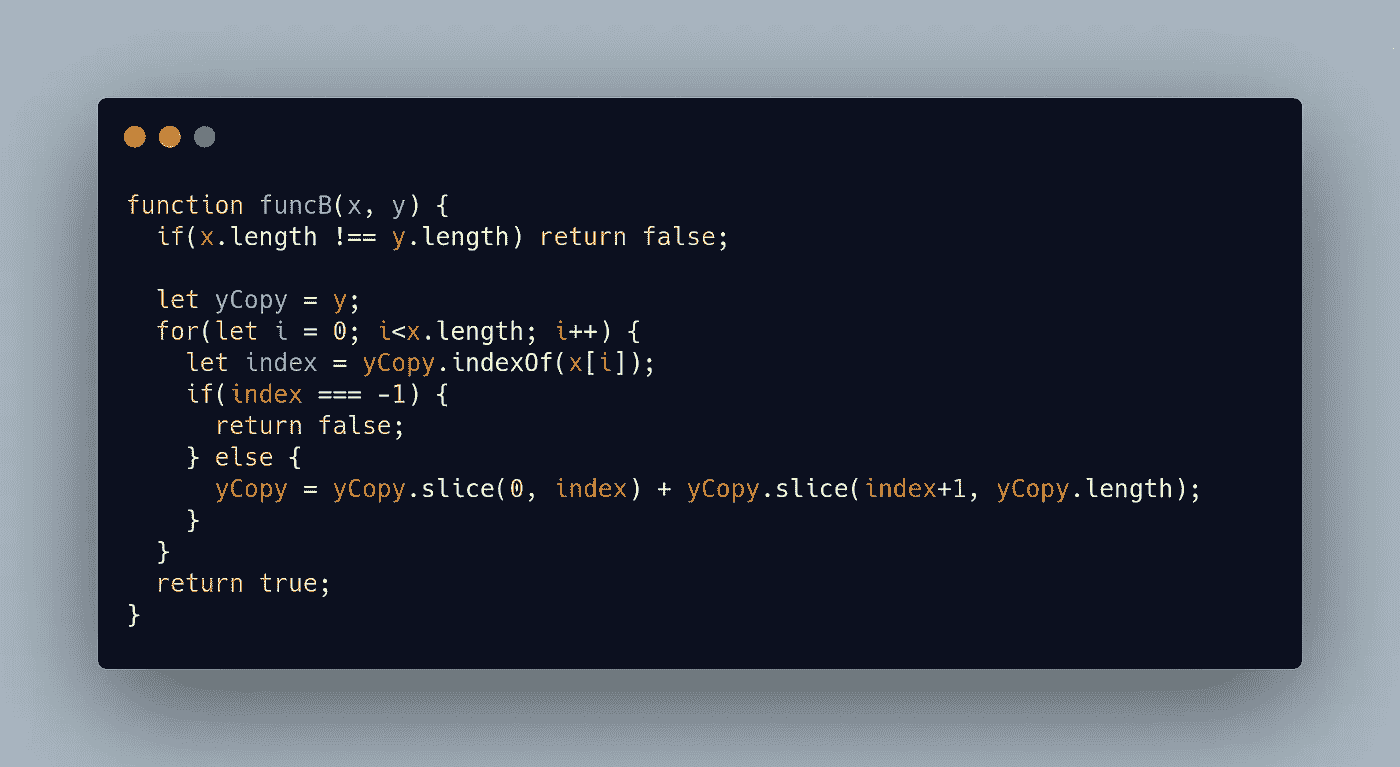 function funcB(x, y) {
  if(x.length !== y.length) return false;

  let yCopy = y;
  for(let i = 0; i<x.length; i++) {
    let index = yCopy.indexOf(x[i]);
    if(index === -1) {
      return false;
    } else {
      yCopy = yCopy.slice(0, index) + yCopy.slice(index+1, yCopy.length);
    }
  }
  return true;
}